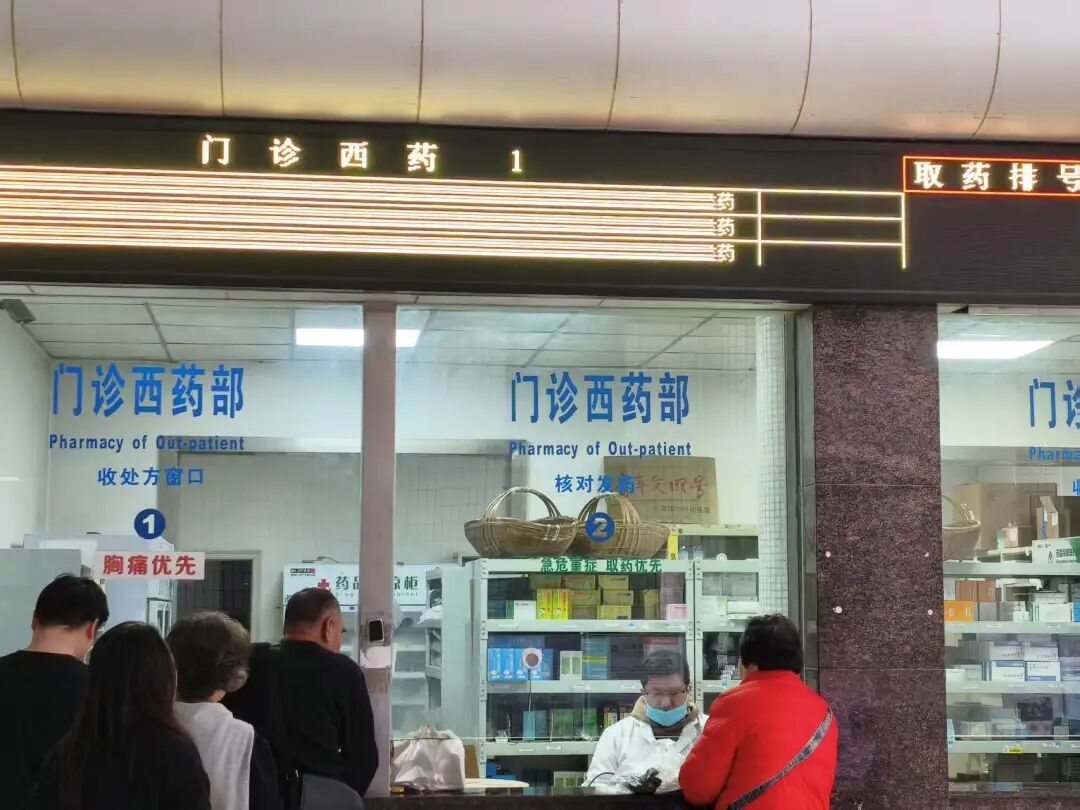 门诊西药 1
取药排号
药
药
药
门诊西药部
Pharmacy of Out-patient
收处方窗口
1
胸痛优先
门诊西药部
Pharmacy of Out-patient
核对发药
2
急危重症 取药优先
门诊
Pharma